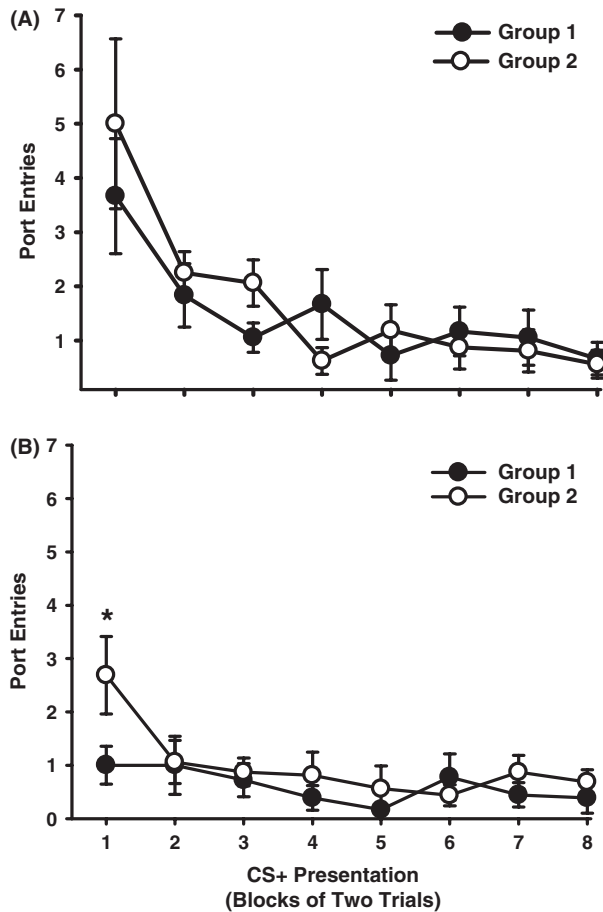 (A)
7
6
5
4
3
2
1
Port Entries
Group 1
Group 2
(B)
7
6
5
4
3
2
1
0
Port Entries
*
Group 1
Group 2
1 2 3 4 5 6 7 8
CS+ Presentation
(Blocks of Two Trials)